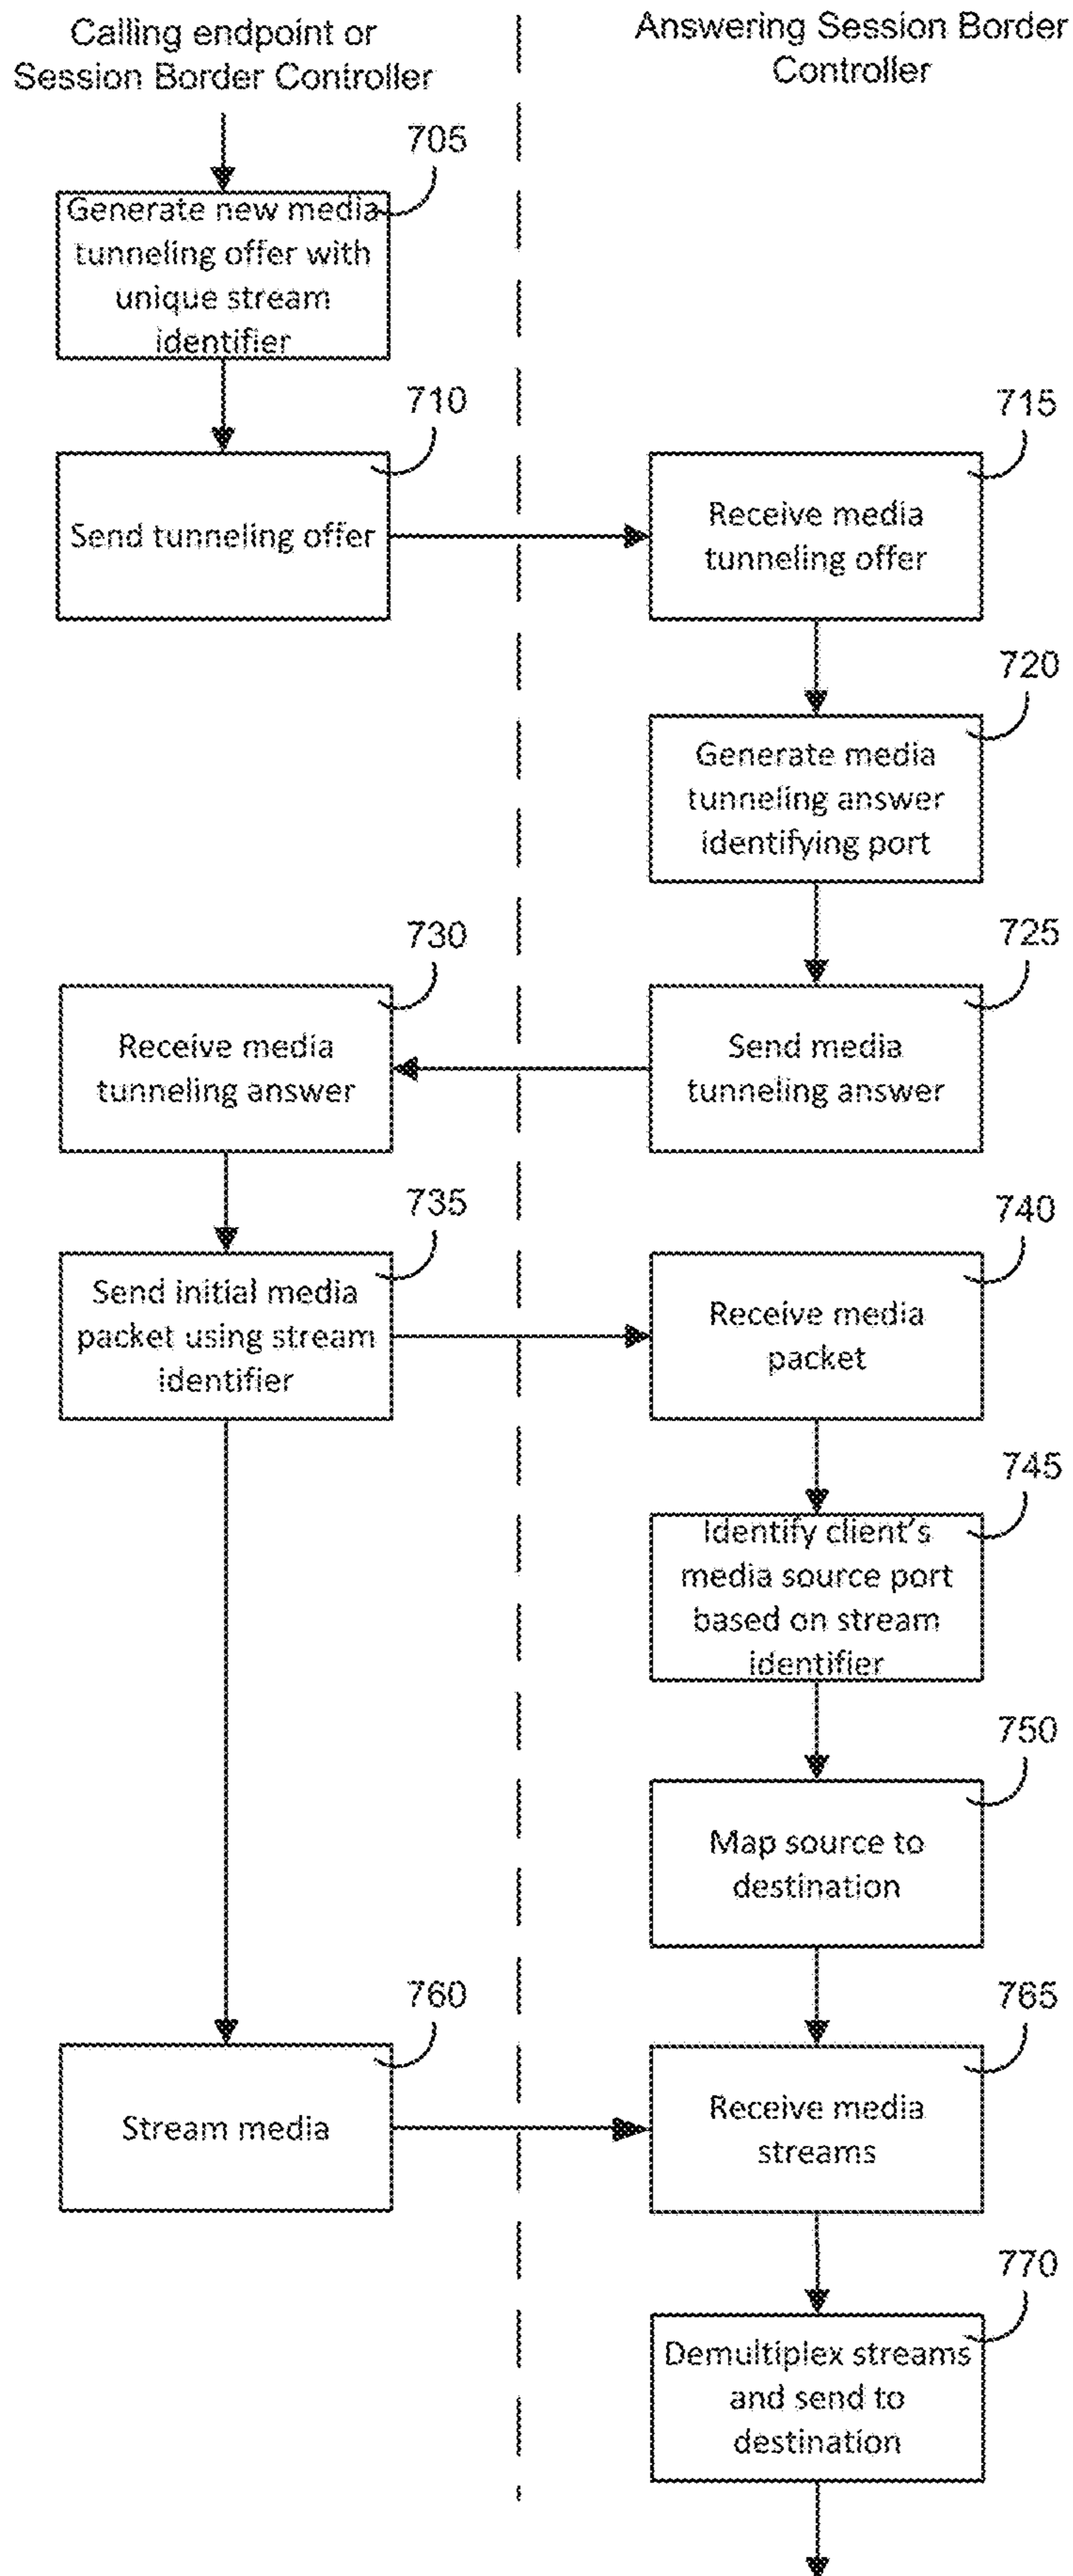 Calling endpoint or
Session Border Controller
Answering Session Border
Controller
705
Generate new media
tunneling offer with
unique stream
identifier
710
Send tunneling offer
715
Receive media
tunneling offer
720
Generate media
tunneling answer
identifying port
725
Send media
tunneling answer
730
Receive media
tunneling answer
735
Send initial media
packet using stream
identifier
740
Receive media
packet
745
Identify client's
media source port
based on stream
identifier
750
Map source to
destination
760
Stream media
765
Receive media
streams
770
Demultiplex streams
and send to
destination